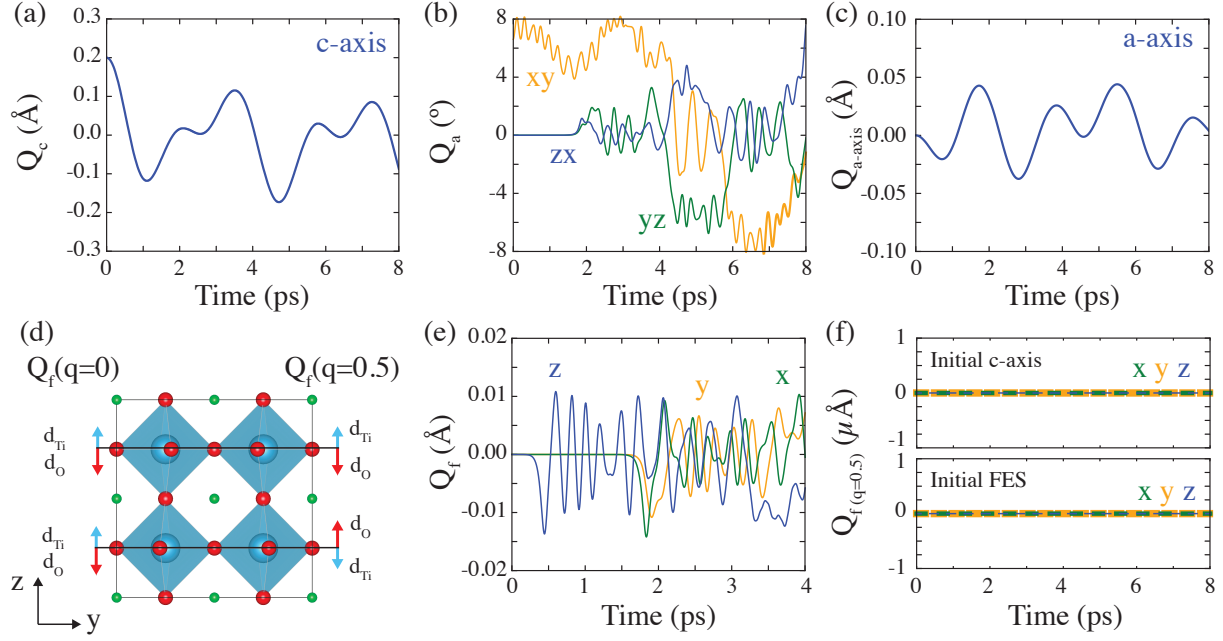 (a)
0.3
0.2
0.1
0.0
-0.1
-0.2
-0.3
Q_c (Å)
c-axis
0 2 4 6 8
Time (ps)
(b)
8
4
0
-4
-8
Q_a (º)
xy
zx
yz
0 2 4 6 8
Time (ps)
(c)
0.10
0.05
0.00
-0.05
-0.10
Q_a-axis (Å)
a-axis
0 2 4 6 8
Time (ps)
(d)
Q_f(q=0) Q_f(q=0.5)
d_Ti d_Ti
d_O d_O
d_Ti d_O
d_O d_Ti
z
y
(e)
0.02
0.01
0.00
-0.01
-0.02
Q_f (Å)
z
y
x
0 1 2 3 4
Time (ps)
(f)
Q_f (q=0.5) (μÅ)
1
0
-1
Initial c-axis
x y z
1
0
-1
Initial FES
x y z
0 2 4 6 8
Time (ps)